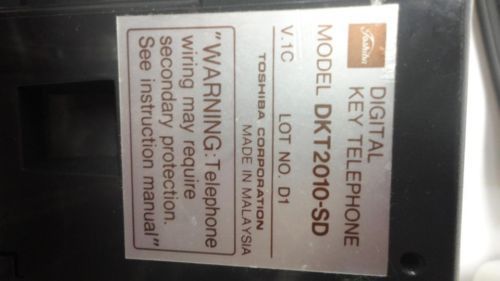 Toshiba
DIGITAL
KEY TELEPHONE
MODEL DKT2010-SD
V.1C LOT NO. D1
TOSHIBA CORPORATION
MADE IN MALAYSIA
"WARNING: Telephone
wiring may require
secondary protection.
See instruction manual"